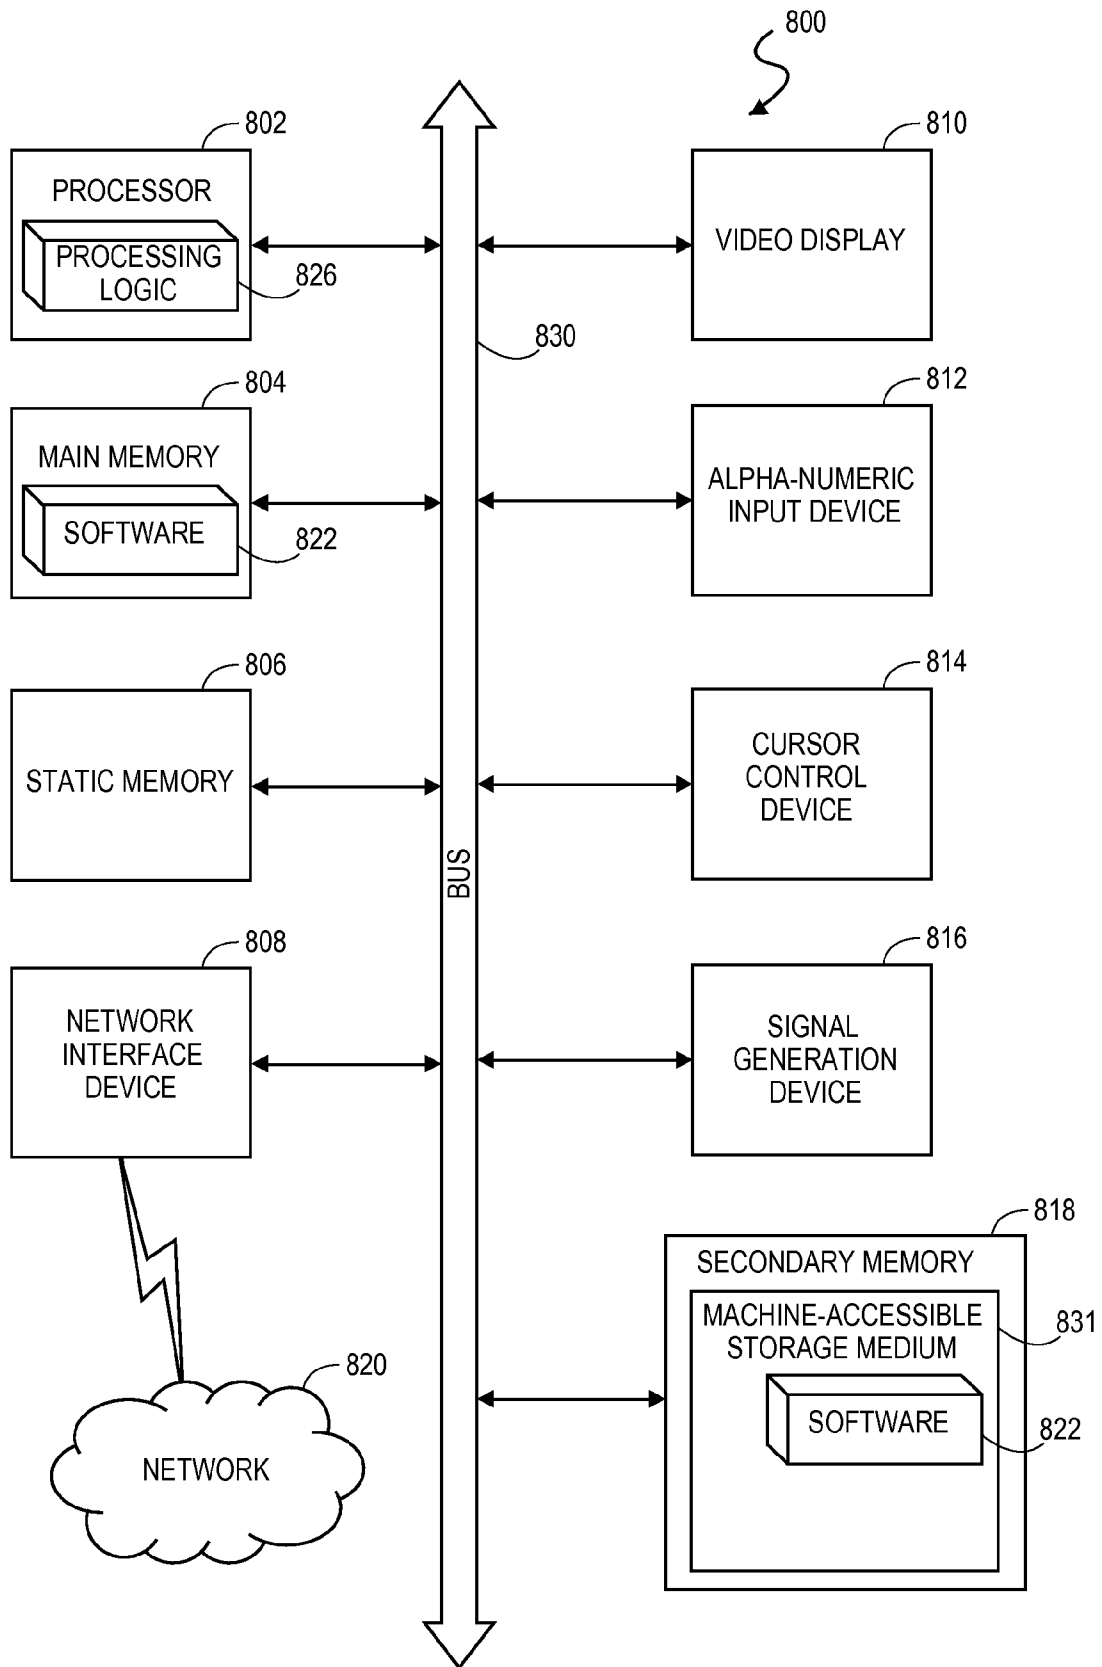 800
802
PROCESSOR
PROCESSING
LOGIC
826
804
MAIN MEMORY
SOFTWARE
822
806
STATIC MEMORY
808
NETWORK
INTERFACE
DEVICE
820
NETWORK
830
BUS
810
VIDEO DISPLAY
812
ALPHA-NUMERIC
INPUT DEVICE
814
CURSOR
CONTROL
DEVICE
816
SIGNAL
GENERATION
DEVICE
818
SECONDARY MEMORY
MACHINE-ACCESSIBLE
STORAGE MEDIUM
831
SOFTWARE
822